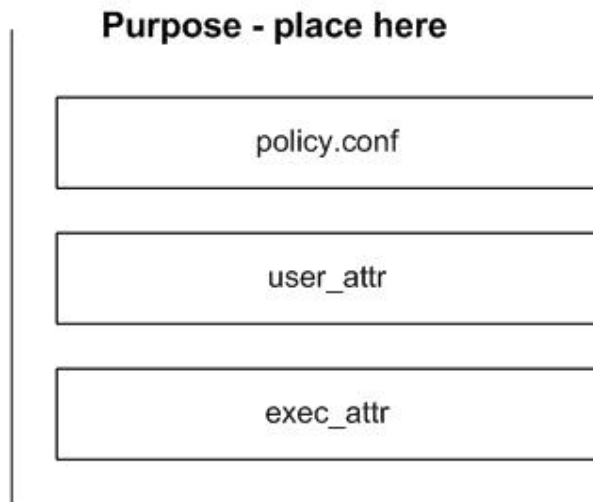 Purpose - place here
policy.conf
user_attr
exec_attr